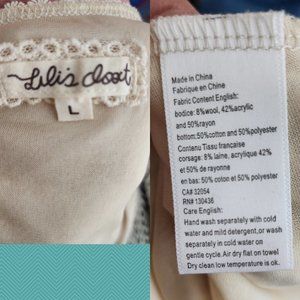 Lili's closet
L
Made in China
Fabrique en Chine
Fabric Content English:
bodice: 8%wool, 42%acrylic
and 50%rayon
bottom:50%cotton and 50%polyester
Contenu Tissu francaise
corsage: 8% laine, acrylique 42%
et 50% de rayonne
en bas: 50% coton et 50% polyester
CA# 32054
RN# 130438
Care English:
Hand wash separately with cold
water and mild detergent,or wash
separately in cold water on
gentle cycle. Air dry flat on towel
Dry clean low temperature is ok.